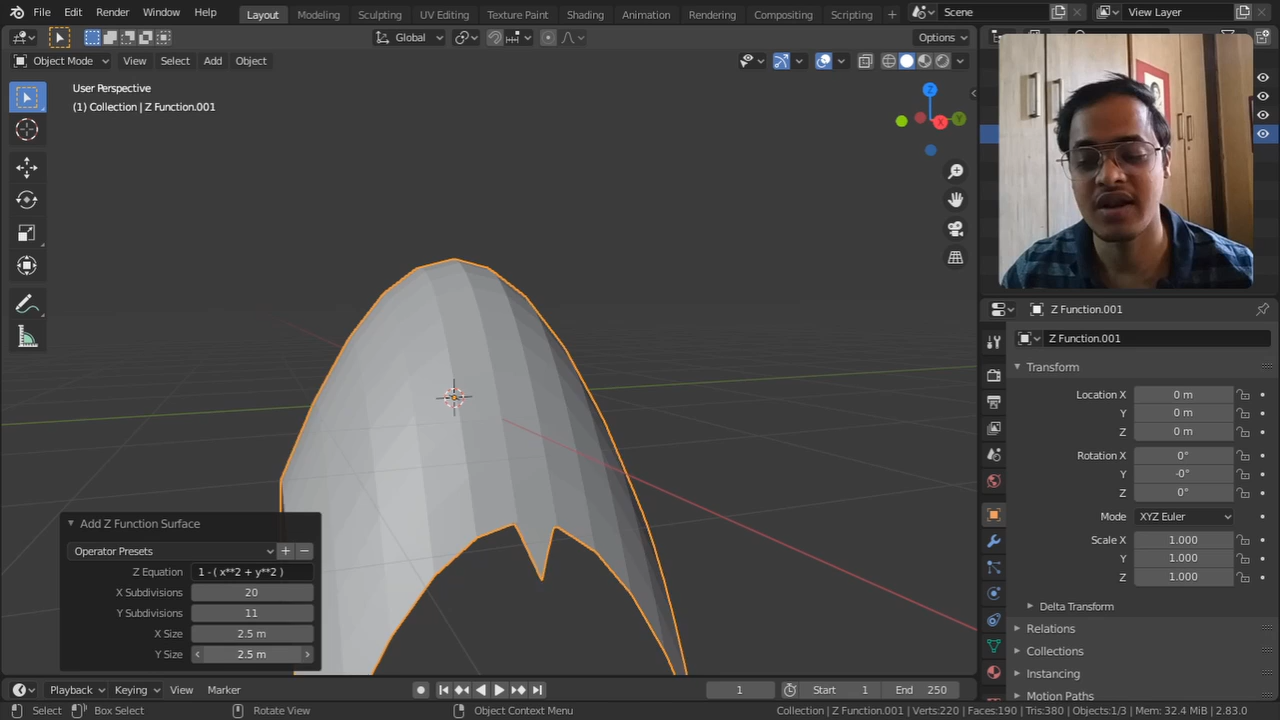 File Edit Render Window Help Layout Modeling Sculpting UV Editing Texture Paint Shading Animation Rendering Compositing Scripting + Scene View Layer
Global Options
Object Mode View Select Add Object
User Perspective
(1) Collection | Z Function.001
Z
X
Y
Z Function.001
Z Function.001
Transform
Location X 0 m
Y 0 m
Z 0 m
Rotation X 0°
Y -0°
Z 0°
Mode XYZ Euler
Scale X 1.000
Y 1.000
Z 1.000
Delta Transform
Relations
Collections
Instancing
Motion Paths
Add Z Function Surface
Operator Presets + −
Z Equation 1 - ( x**2 + y**2 )
X Subdivisions 20
Y Subdivisions 11
X Size 2.5 m
Y Size 2.5 m
Playback Keying View Marker 1 Start 1 End 250
Select Box Select Rotate View Object Context Menu Collection | Z Function.001 | Verts:220 | Faces:190 | Tris:380 | Objects:1/3 | Mem: 32.4 MiB | 2.83.0